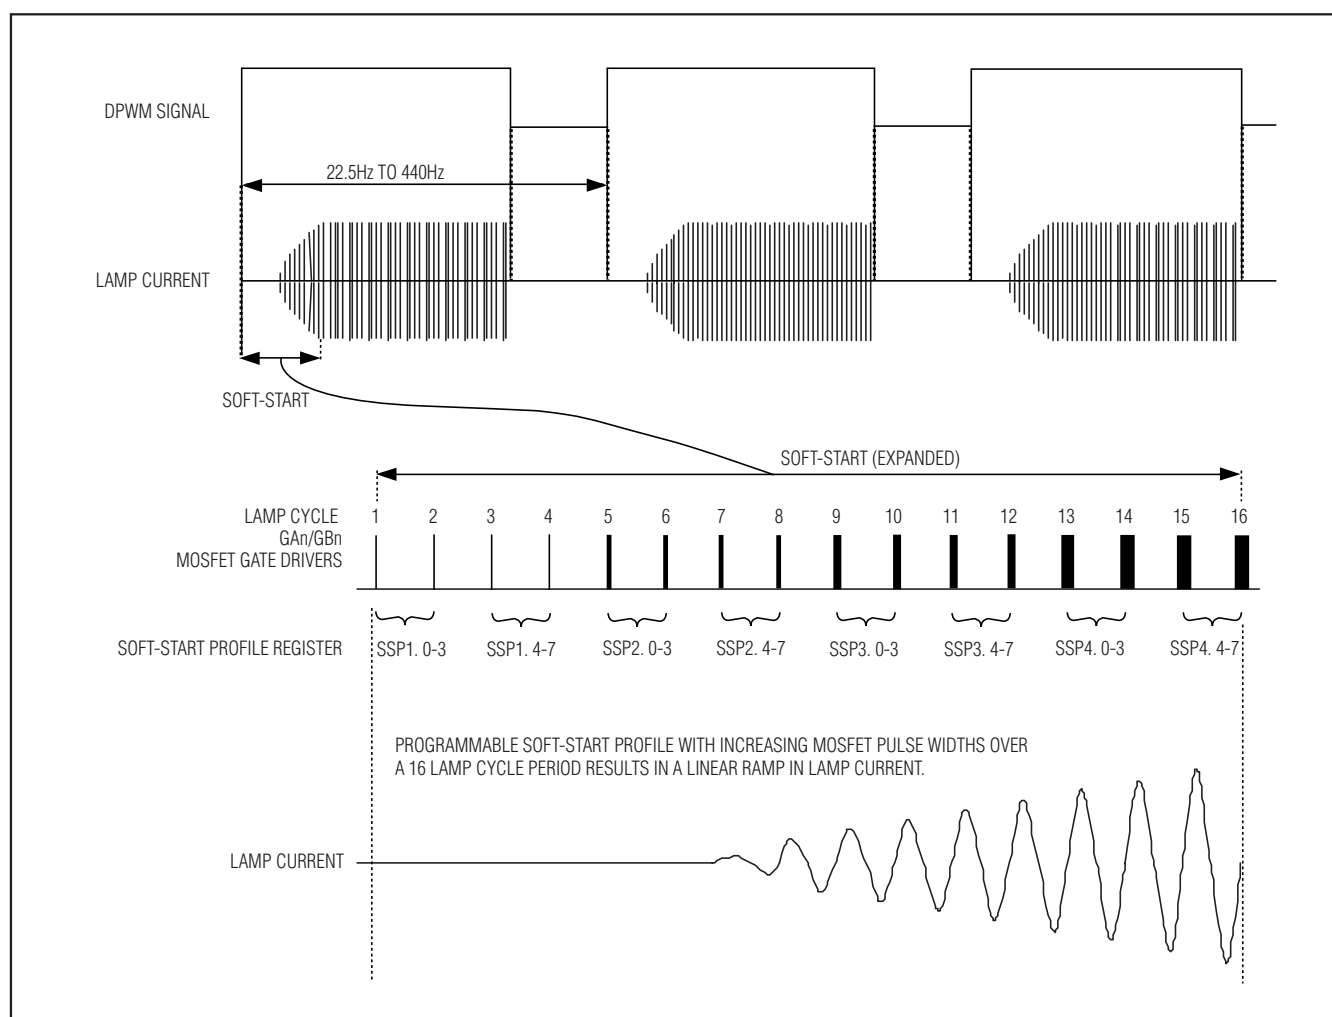 DPWM SIGNAL
22.5Hz TO 440Hz
LAMP CURRENT
SOFT-START
SOFT-START (EXPANDED)
LAMP CYCLE 1 2 3 4 5 6 7 8 9 10 11 12 13 14 15 16
GAn/GBn
MOSFET GATE DRIVERS
SOFT-START PROFILE REGISTER SSP1. 0-3 SSP1. 4-7 SSP2. 0-3 SSP2. 4-7 SSP3. 0-3 SSP3. 4-7 SSP4. 0-3 SSP4. 4-7
PROGRAMMABLE SOFT-START PROFILE WITH INCREASING MOSFET PULSE WIDTHS OVER
A 16 LAMP CYCLE PERIOD RESULTS IN A LINEAR RAMP IN LAMP CURRENT.
LAMP CURRENT